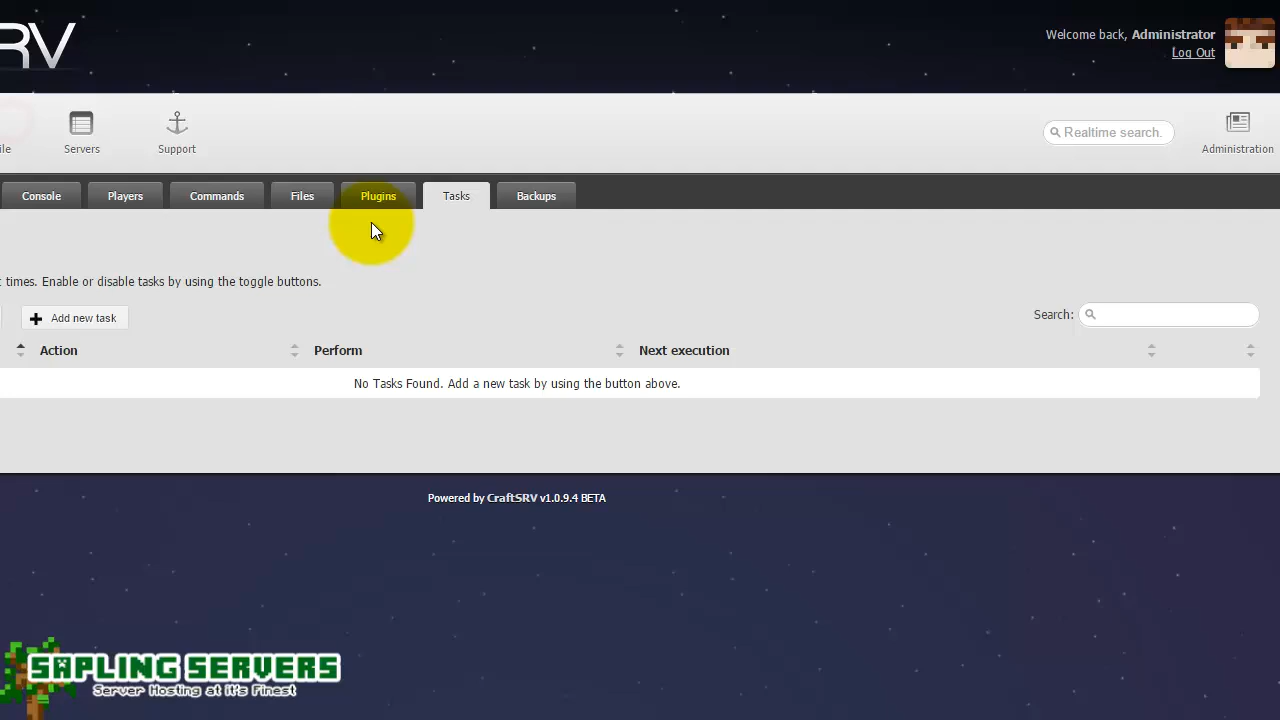 RV
Welcome back, Administrator
Log Out
Servers
Support
Realtime search.
Administration
Console
Players
Commands
Files
Plugins
Tasks
Backups
times. Enable or disable tasks by using the toggle buttons.
Add new task
Search:
Action
Perform
Next execution
No Tasks Found. Add a new task by using the button above.
Powered by CraftSRV v1.0.9.4 BETA
SAPLING SERVERS
Server Hosting at It's Finest